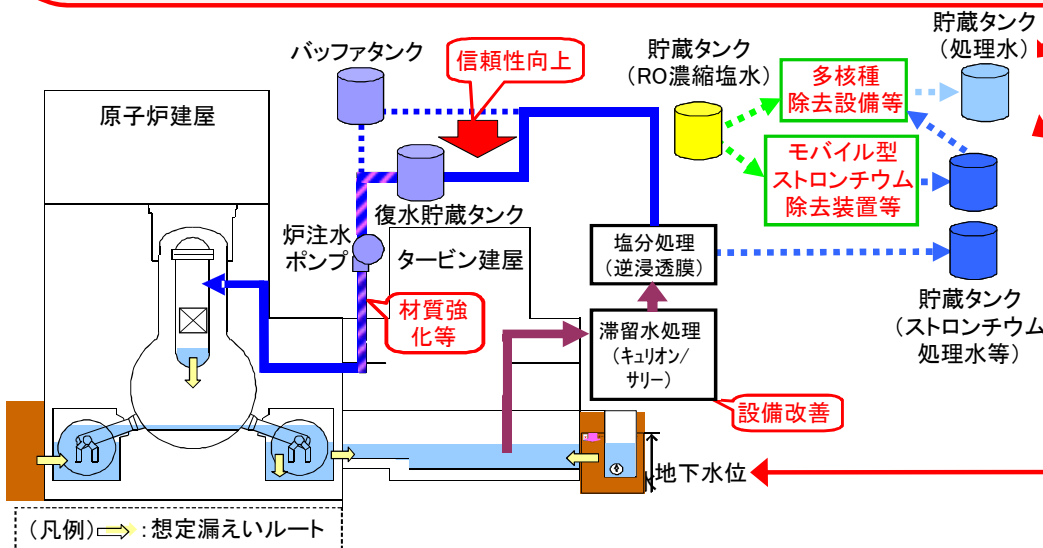 バッファタンク
信頼性向上
貯蔵タンク
(RO濃縮塩水)
多核種
除去設備等
貯蔵タンク
(処理水)
原子炉建屋
モバイル型
ストロンチウム
除去装置等
復水貯蔵タンク
炉注水
ポンプ
タービン建屋
塩分処理
(逆浸透膜)
材質強
化等
滞留水処理
(キュリオン/
サリー)
貯蔵タンク
(ストロンチウム
処理水等)
設備改善
地下水位
(凡例) :想定漏えいルート